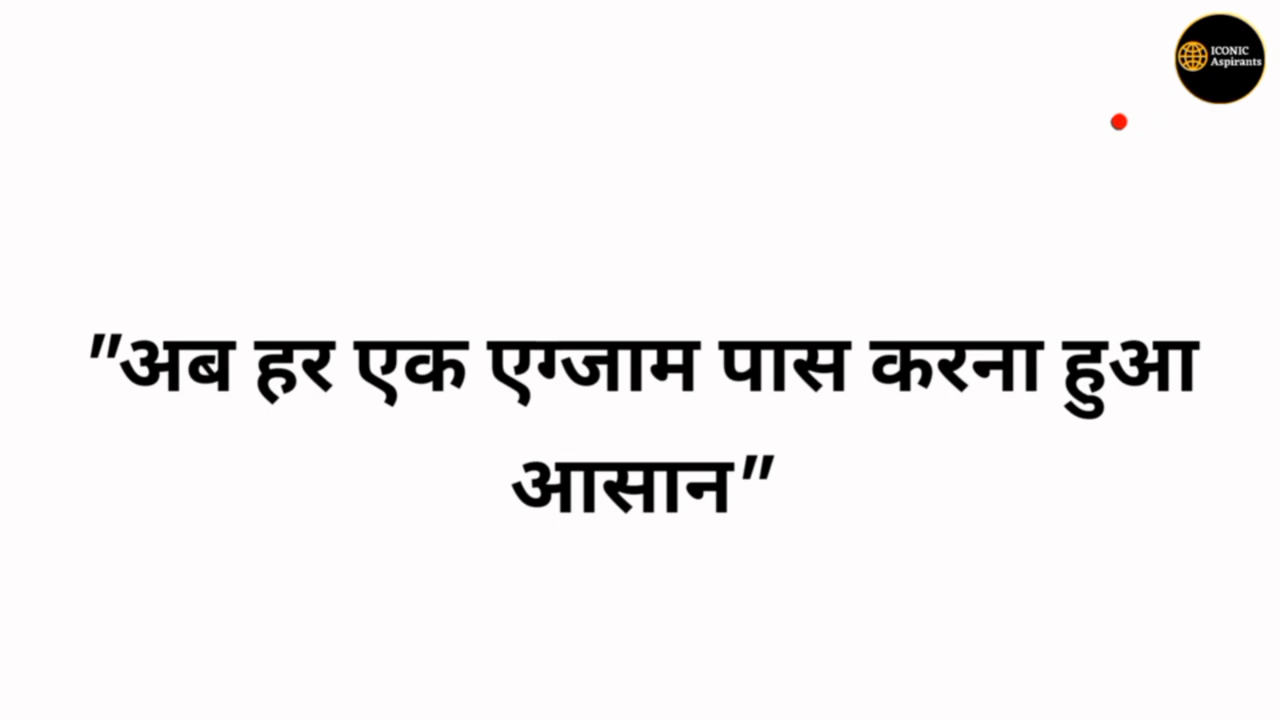 ICONIC
Aspirants
"अब हर एक एग्जाम पास करना हुआ
आसान"